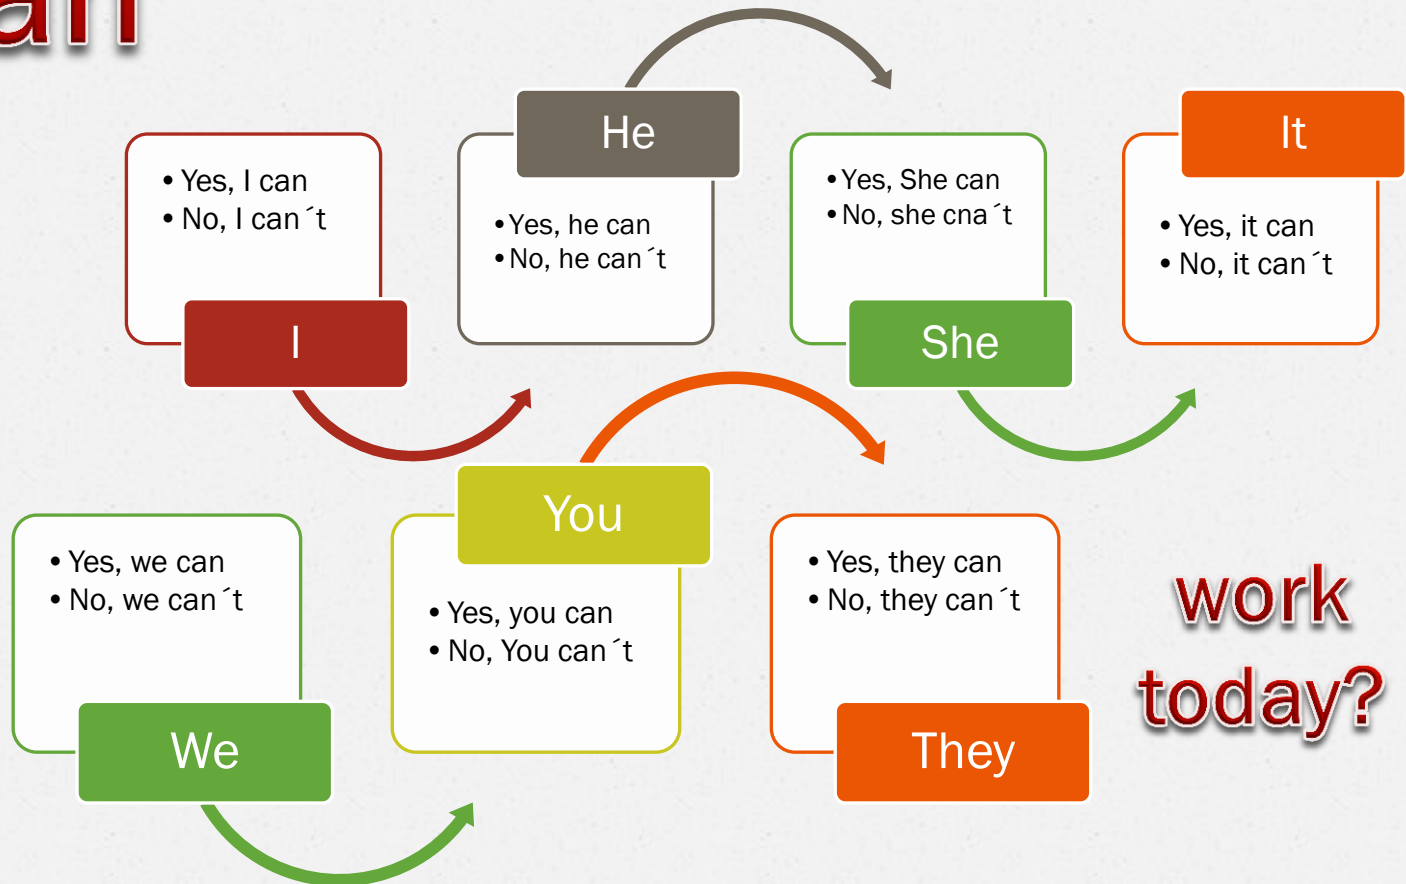 an
Yes, I can
No, I can´t
I
He
Yes, he can
No, he can´t
Yes, She can
No, she cna´t
She
It
Yes, it can
No, it can´t
Yes, we can
No, we can´t
We
You
Yes, you can
No, You can´t
Yes, they can
No, they can´t
They
work
today?